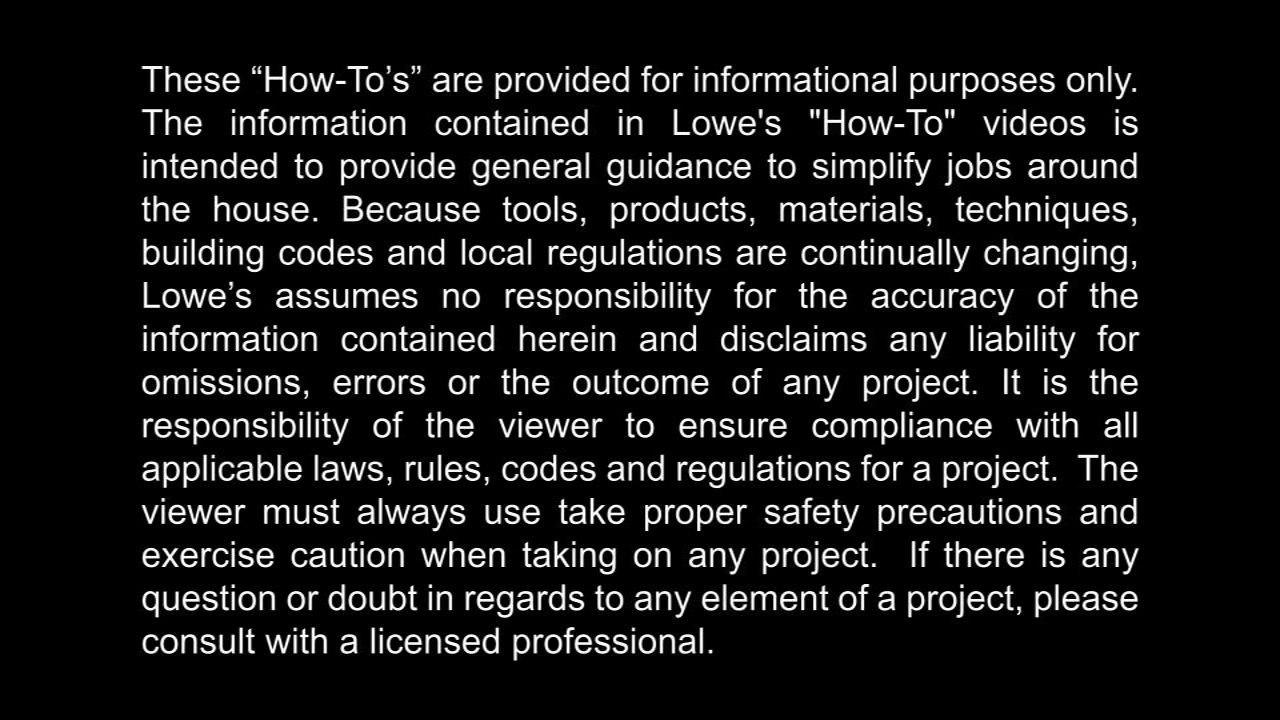 These “How-To’s” are provided for informational purposes only.
The information contained in Lowe's "How-To" videos is
intended to provide general guidance to simplify jobs around
the house. Because tools, products, materials, techniques,
building codes and local regulations are continually changing,
Lowe’s assumes no responsibility for the accuracy of the
information contained herein and disclaims any liability for
omissions, errors or the outcome of any project. It is the
responsibility of the viewer to ensure compliance with all
applicable laws, rules, codes and regulations for a project.  The
viewer must always use take proper safety precautions and
exercise caution when taking on any project.  If there is any
question or doubt in regards to any element of a project, please
consult with a licensed professional.